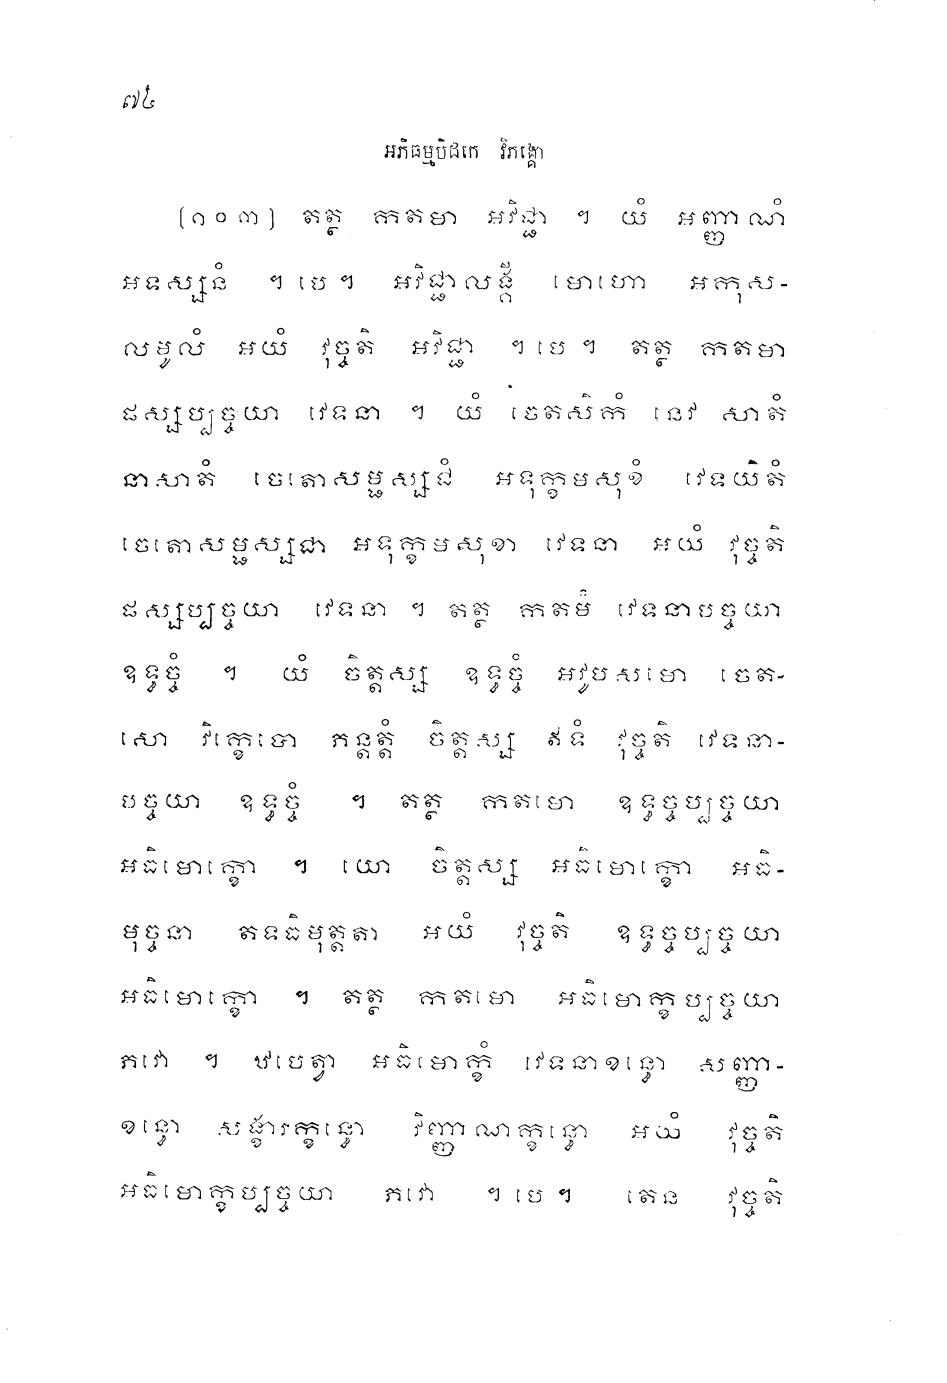 ៧៤
អភិធម្មបិដកេ វិភង្គោ
(១០៣) តត្ថ កតមា អវិជ្ជា ។ យំ អញ្ញាណំ
អទស្សនំ ។ បេ។ អវិជ្ជាលង្គី មោហោ អកុស-
លមូលំ អយំ វុច្ចតិ អវិជ្ជា ។ បេ ។ តត្ថ កតមា
ផស្សប្បច្ចយា វេទនា ។ យំ ចេតសិកំ នេវ សាតំ
នាសាតំ ចេតោសម្ផស្សជំ អទុក្ខមសុខំ វេទយិតំ
ចេតោសម្ផស្សជា អទុក្ខមសុខា វេទនា អយំ វុច្ចតិ
ផស្សប្បច្ចយា វេទនា ។ តត្ថ កតមំ វេទនាបច្ចយា
ឧទ្ធច្ចំ ។ យំ ចិត្តស្ស ឧទ្ធច្ចំ អវូបសមោ ចេត-
សោ វិក្ខេបោ ភន្តត្តំ ចិត្តស្ស ឥទំ វុច្ចតិ វេទនា-
បច្ចយា ឧទ្ធច្ចំ ។ តត្ថ កតមោ ឧទ្ធច្ចប្បច្ចយា
អធិមោក្ខោ ។ យោ ចិត្តស្ស អធិមោក្ខោ អធិ-
មុច្ចនា តទធិមុត្តតា អយំ វុច្ចតិ ឧទ្ធច្ចប្បច្ចយា
អធិមោក្ខោ ។ តត្ថ កតមោ អធិមោក្ខប្បច្ចយា
ភវោ ។ ឋបេត្វា អធិមោក្ខំ វេទនាខន្ធោ សញ្ញា-
ខន្ធោ សង្ខារក្ខន្ធោ វិញ្ញាណក្ខន្ធោ អយំ វុច្ចតិ
អធិមោក្ខប្បច្ចយា ភវោ ។ បេ។ តេន វុច្ចតិ